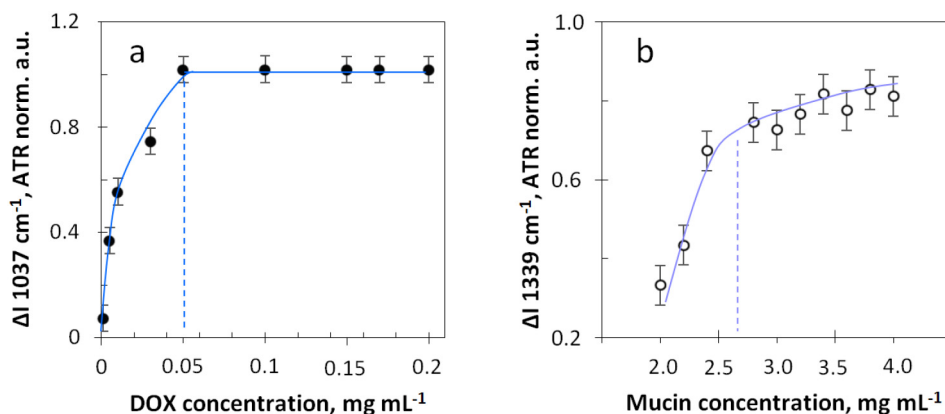 a
ΔI 1037 cm⁻¹, ATR norm. a.u.
1.2
0.8
0.4
0
0 0.05 0.1 0.15 0.2
DOX concentration, mg mL⁻¹
b
ΔI 1339 cm⁻¹, ATR norm. a.u.
1.0
0.6
0.2
2.0 2.5 3.0 3.5 4.0
Mucin concentration, mg mL⁻¹